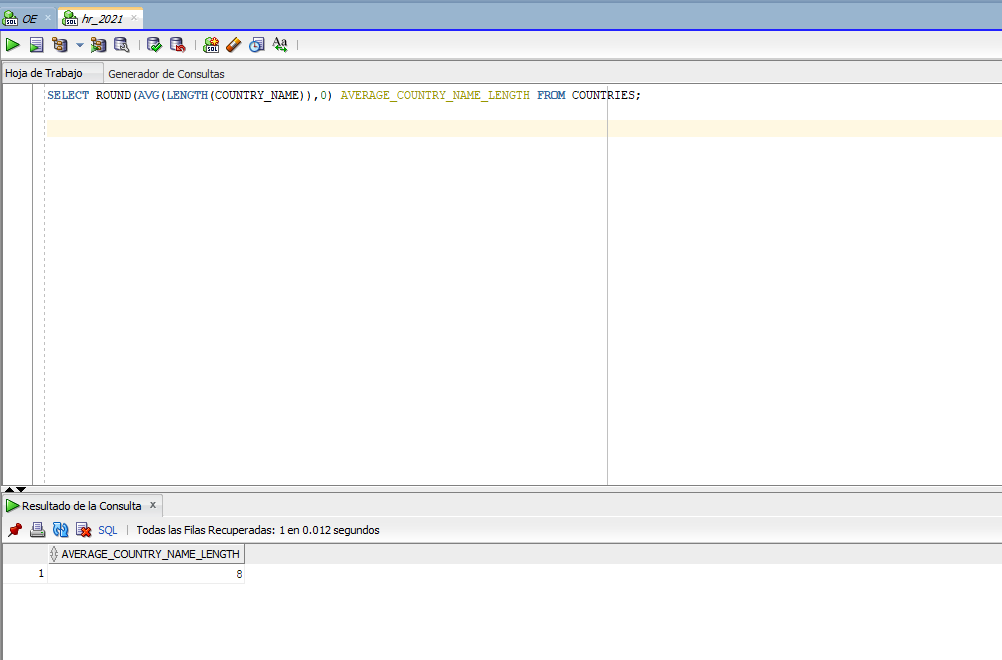 OE
hr_2021
Hoja de Trabajo
Generador de Consultas
SELECT ROUND(AVG(LENGTH(COUNTRY_NAME)),0) AVERAGE_COUNTRY_NAME_LENGTH FROM COUNTRIES;
Resultado de la Consulta x
SQL | Todas las Filas Recuperadas: 1 en 0.012 segundos
AVERAGE_COUNTRY_NAME_LENGTH
1 8